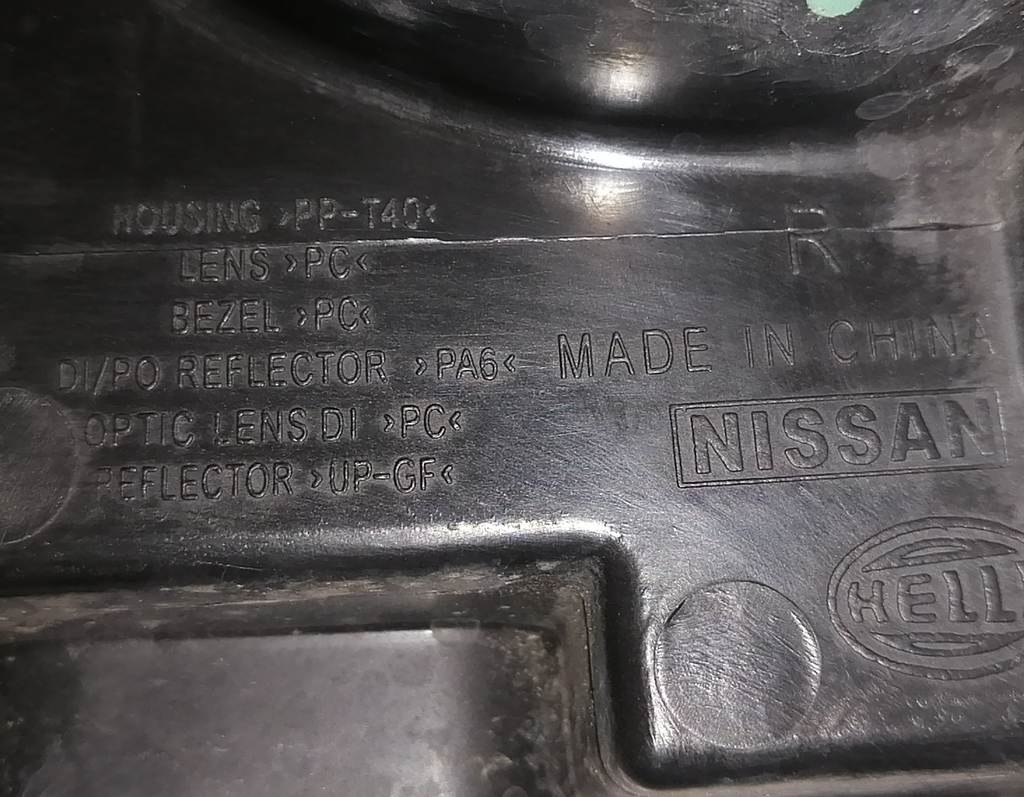 HOUSING >PP-T40<
LENS >PC<
BEZEL >PC<
DI/PO REFLECTOR >PA6<
OPTIC LENS DI >PC<
REFLECTOR >UP-GF<
R
MADE IN CHINA
NISSAN
HELL